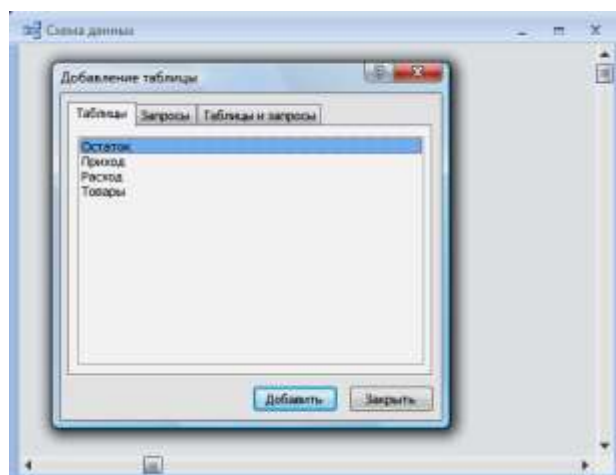 Схема данных
Добавление таблицы
Таблицы Запросы Таблицы и запросы
Остаток
Приход
Расход
Товары
Добавить Закрыть